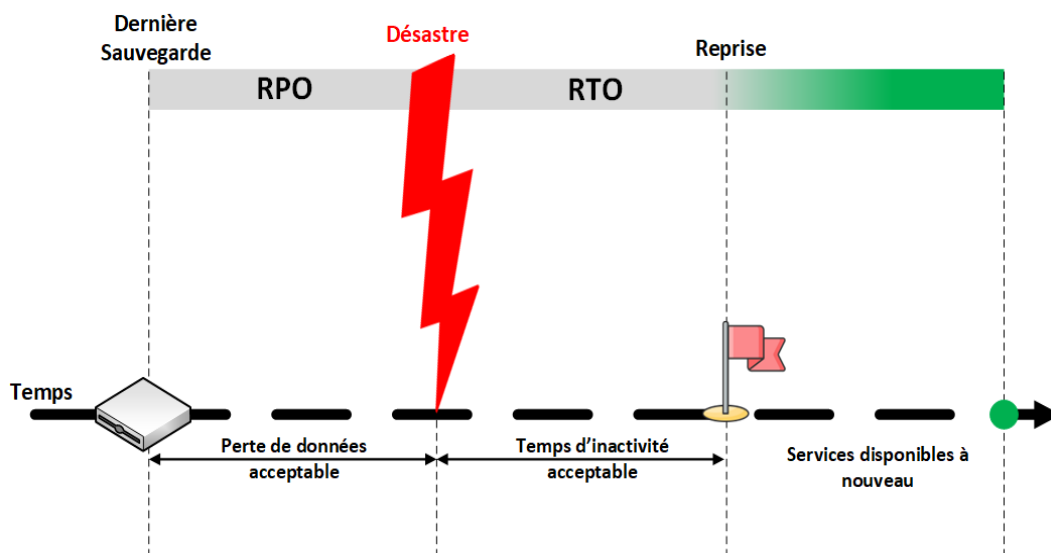 Dernière
Sauvegarde
Désastre
Reprise
RPO
RTO
Temps
Perte de données
acceptable
Temps d’inactivité
acceptable
Services disponibles à
nouveau